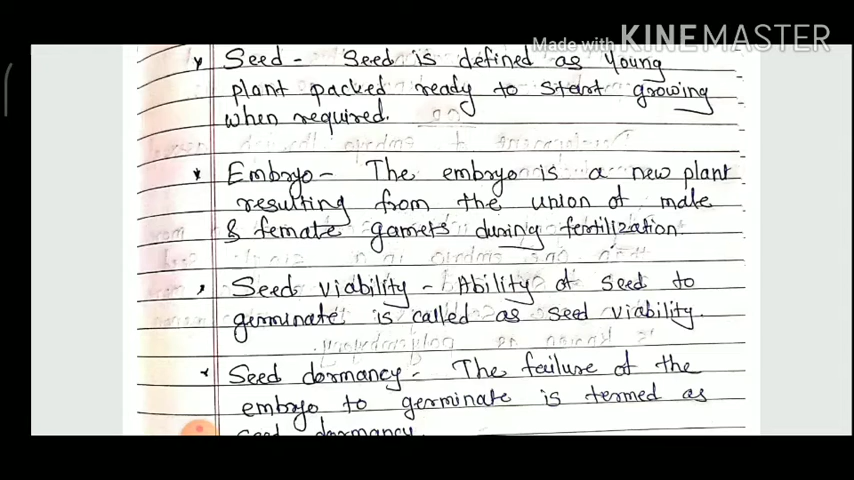 Made with KINEMASTER
* Seed - Seed is defined as Young
plant packed ready to start growing
when required.
* Embryo - The embryo is a new plant
resulting from the union of male
& female gamets during fertilization.
Seed viability - Ability of seed to
germinate is called as seed viability.
* Seed dormancy - The failure of the
embryo to germinate is termed as
seed dormancy.